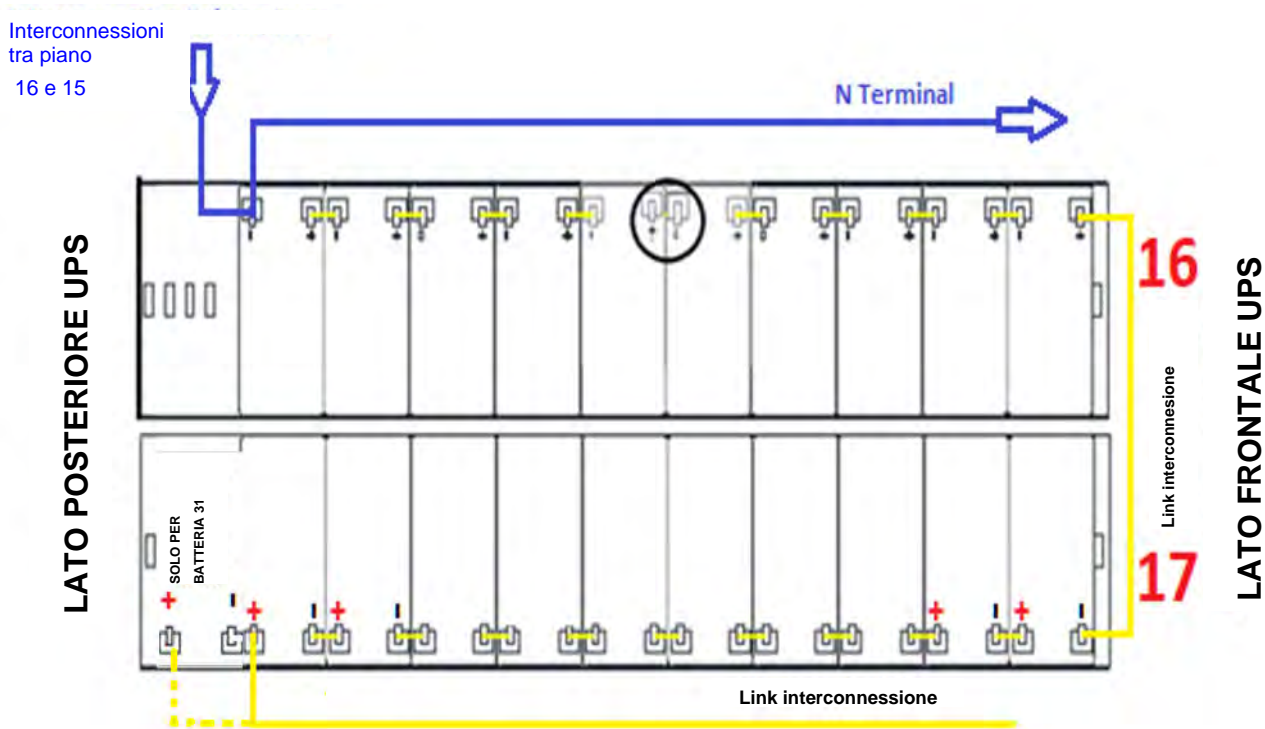 Interconnessioni
tra piano
16 e 15
N Terminal
LATO POSTERIORE UPS
16
Link interconnesione
LATO FRONTALE UPS
SOLO PER
BATTERIA 31
17
+ - + - + - + - + -
Link interconnessione